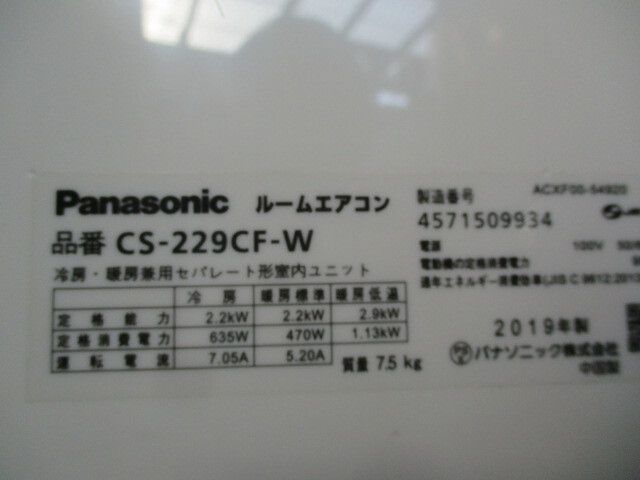 Panasonic ルームエアコン
品番 CS-229CF-W
冷房・暖房兼用セパレート形室内ユニット
冷房 暖房標準 暖房低温
定格能力 2.2kW 2.2kW 2.9kW
定格消費電力 635W 470W 1.13kW
運転電流 7.05A 5.20A
質量 7.5 kg
ACXF00-54920
製造番号
4571509934
電源 100V
電動機の定格消費電力
通年エネルギー消費効率(JIS C 9612:2013
2019年製
パナソニック株式会社
中国製